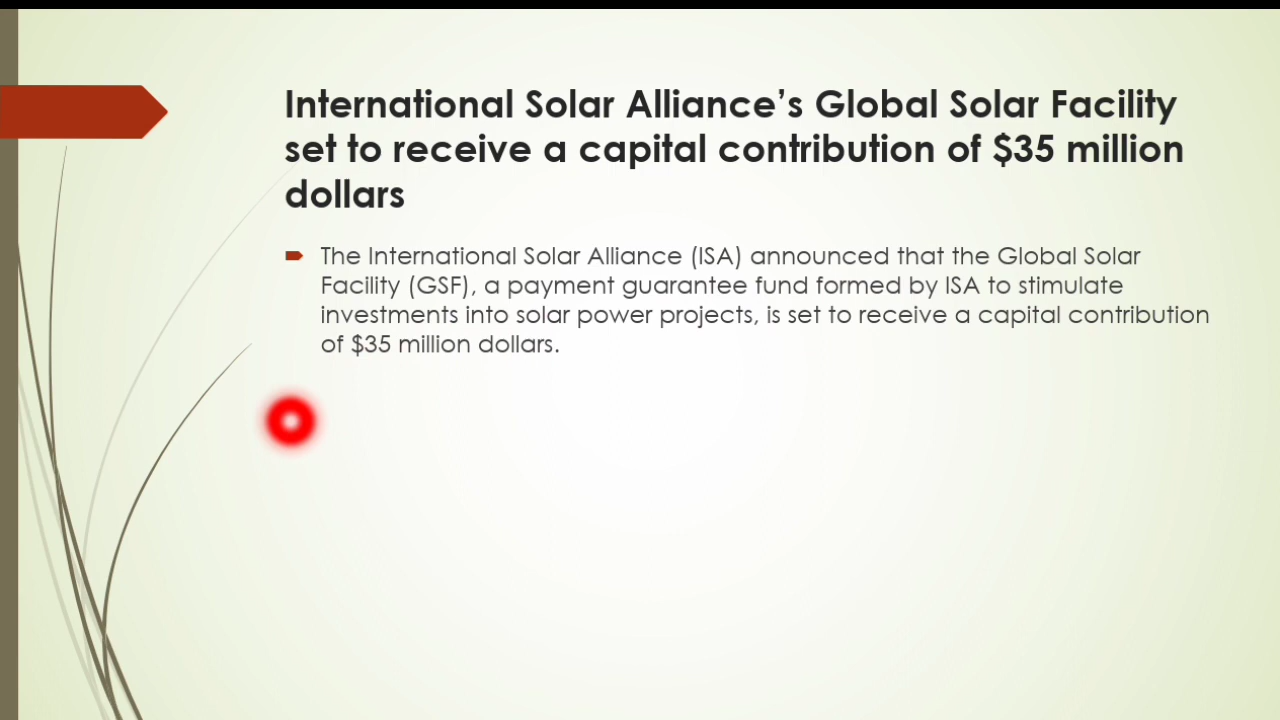 International Solar Alliance’s Global Solar Facility
set to receive a capital contribution of $35 million
dollars
The International Solar Alliance (ISA) announced that the Global Solar
Facility (GSF), a payment guarantee fund formed by ISA to stimulate
investments into solar power projects, is set to receive a capital contribution
of $35 million dollars.